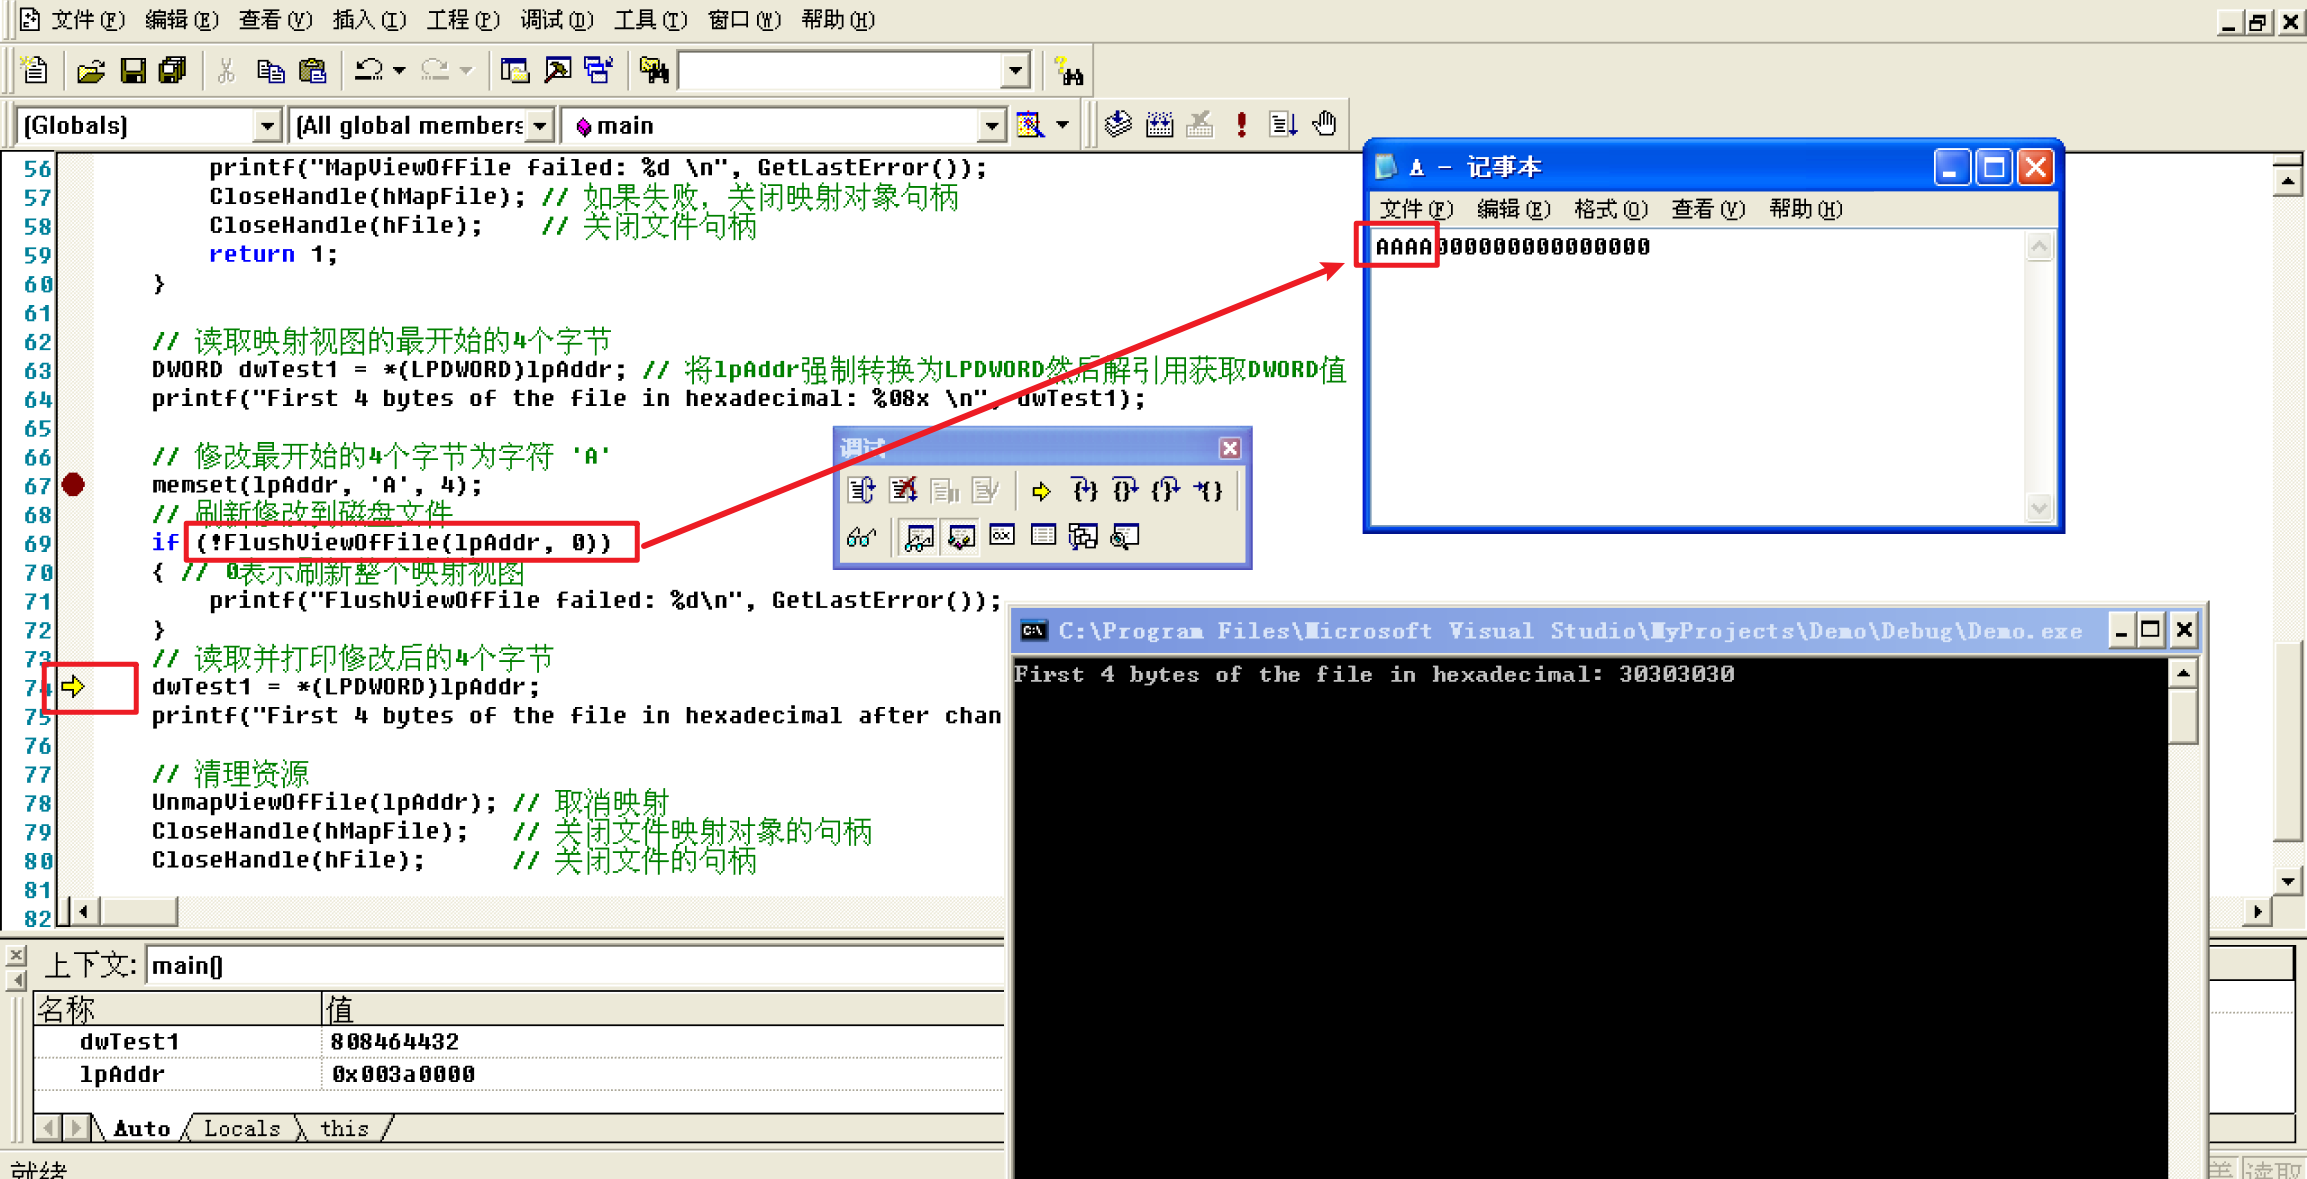 文件(F) 编辑(E) 查看(V) 插入(I) 工程(P) 调试(D) 工具(T) 窗口(W) 帮助(H)
(Globals) (All global members main
56 printf("MapViewOfFile failed: %d \n", GetLastError());
57 CloseHandle(hMapFile); // 如果失败，关闭映射对象句柄
58 CloseHandle(hFile); // 关闭文件句柄
59 return 1;
60 }
61
62 // 读取映射视图的最开始的4个字节
63 DWORD dwTest1 = *(LPDWORD)lpAddr; // 将lpAddr强制转换为LPDWORD然后解引用获取DWORD值
64 printf("First 4 bytes of the file in hexadecimal: %08x \n", dwTest1);
65
66 // 修改最开始的4个字节为字符 'A'
67 memset(lpAddr, 'A', 4);
68 // 刷新修改到磁盘文件
69 if (!FlushViewOfFile(lpAddr, 0))
70 { // 0表示刷新整个映射视图
71 printf("FlushViewOfFile failed: %d\n", GetLastError());
72 }
73 // 读取并打印修改后的4个字节
74 dwTest1 = *(LPDWORD)lpAddr;
75 printf("First 4 bytes of the file in hexadecimal after chan
76
77 // 清理资源
78 UnmapViewOfFile(lpAddr); // 取消映射
79 CloseHandle(hMapFile); // 关闭文件映射对象的句柄
80 CloseHandle(hFile); // 关闭文件的句柄
81
82
A - 记事本
文件(F) 编辑(E) 格式(O) 查看(V) 帮助(H)
AAAA000000000000000
调试
C:\Program Files\Microsoft Visual Studio\MyProjects\Demo\Debug\Demo.exe
First 4 bytes of the file in hexadecimal: 30303030
上下文: main()
名称 值
dwTest1 808464432
lpAddr 0x003a0000
Auto Locals this
就绪
读取